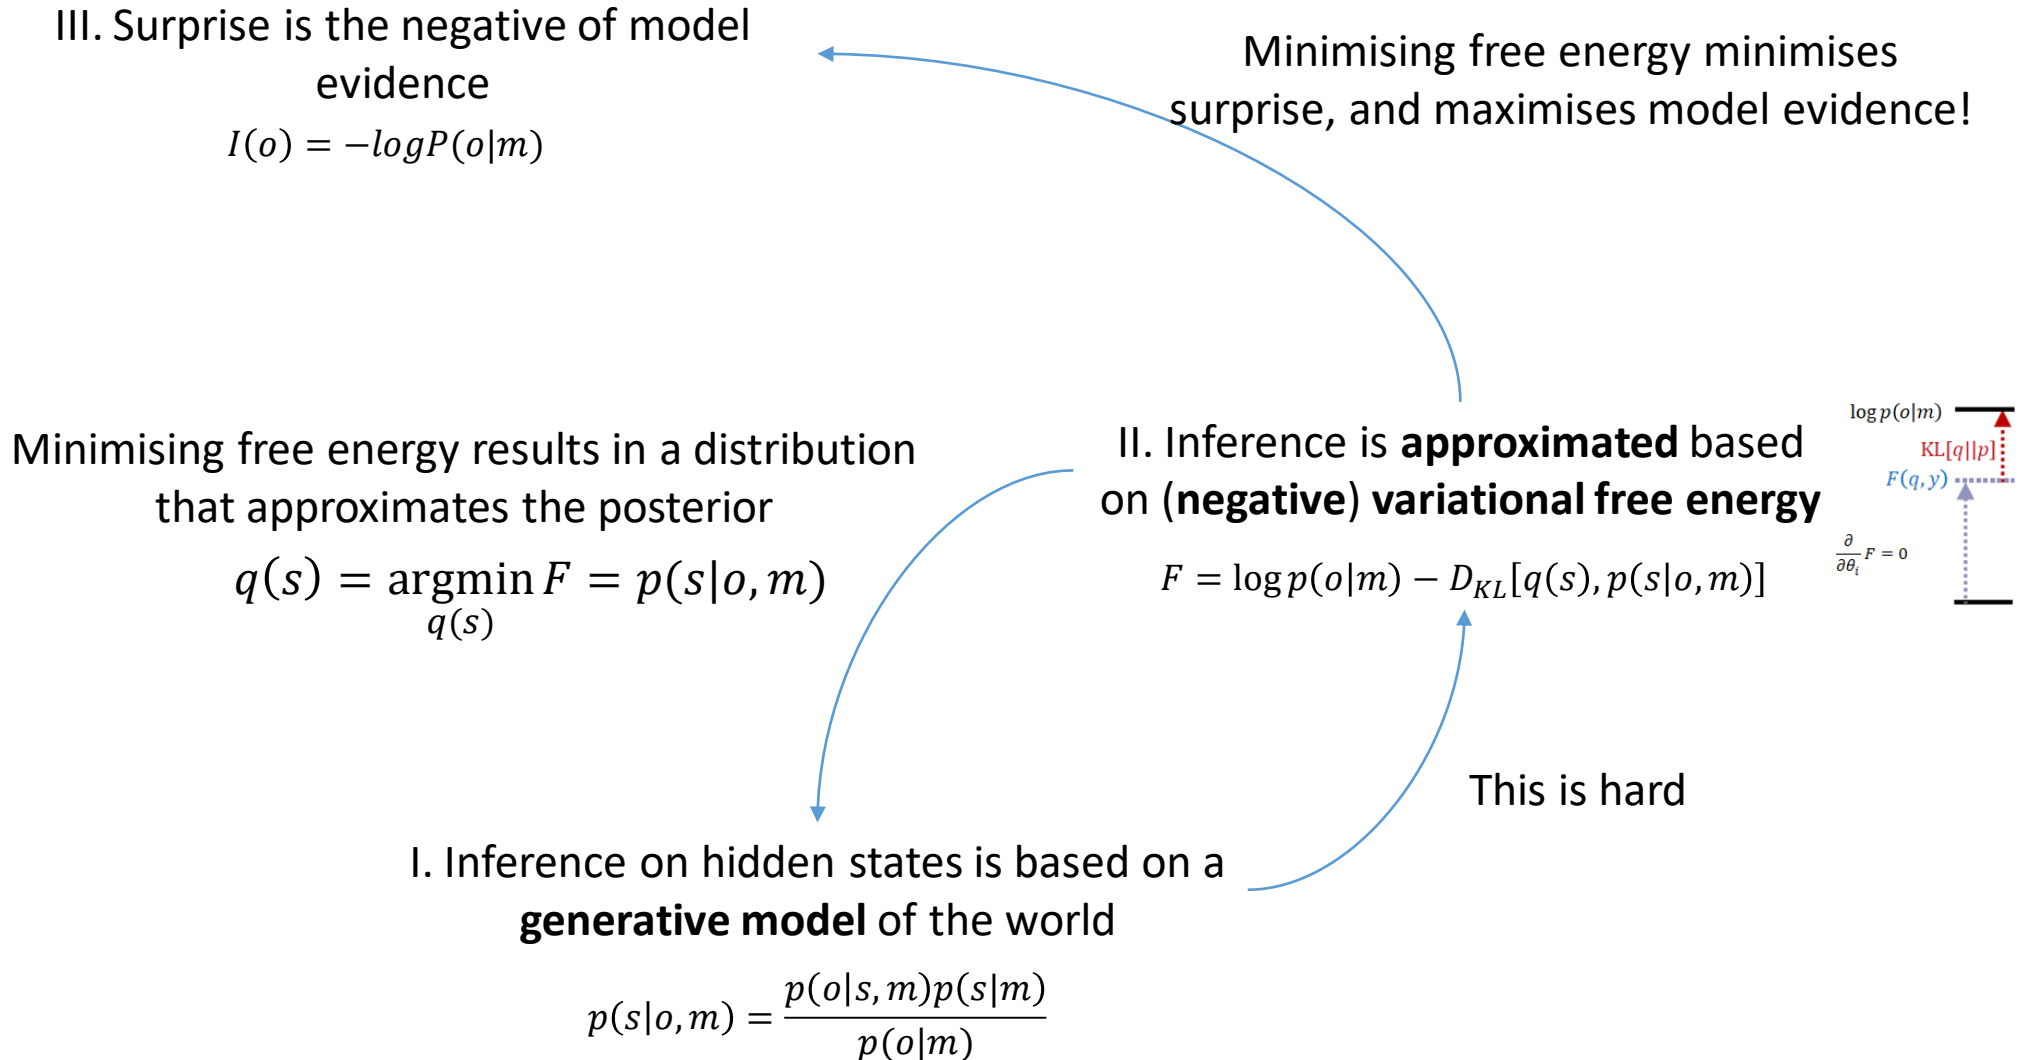 III. Surprise is the negative of model
evidence
I(o) = −logP(o|m)
Minimising free energy minimises
surprise, and maximises model evidence!
Minimising free energy results in a distribution
that approximates the posterior
q(s) = argmin F = p(s|o, m)
q(s)
II. Inference is approximated based
on (negative) variational free energy
F = log p(o|m) − D_KL[q(s), p(s|o, m)]
log p(o|m)
KL[q||p]
F(q, y)
∂/∂θ_i F = 0
This is hard
I. Inference on hidden states is based on a
generative model of the world
p(s|o, m) = p(o|s, m)p(s|m) / p(o|m)